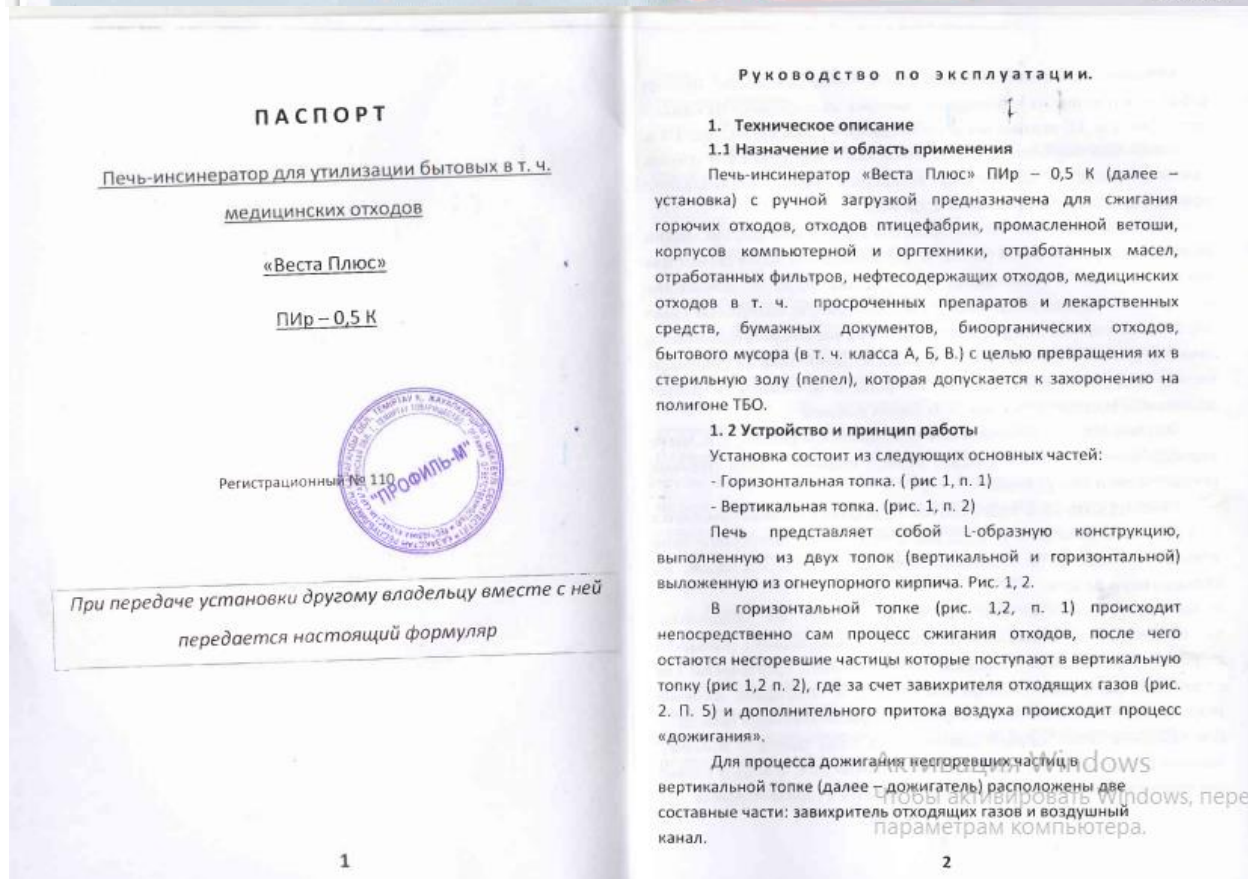 ПАСПОРТ
Печь-инсинератор для утилизации бытовых в т. ч.
медицинских отходов
«Веста Плюс»
ПИр – 0,5 К
Регистрационный № 110
"ПРОФИЛЬ-М"
При передаче установки другому владельцу вместе с ней
передается настоящий формуляр
1
Руководство по эксплуатации.
1. Техническое описание
1.1 Назначение и область применения
Печь-инсинератор «Веста Плюс» ПИр – 0,5 К (далее –
установка) с ручной загрузкой предназначена для сжигания
горючих отходов, отходов птицефабрик, промасленной ветоши,
корпусов компьютерной и оргтехники, отработанных масел,
отработанных фильтров, нефтесодержащих отходов, медицинских
отходов в т. ч. просроченных препаратов и лекарственных
средств, бумажных документов, биоорганических отходов,
бытового мусора (в т. ч. класса А, Б, В.) с целью превращения их в
стерильную золу (пепел), которая допускается к захоронению на
полигоне ТБО.
1. 2 Устройство и принцип работы
Установка состоит из следующих основных частей:
- Горизонтальная топка. ( рис 1, п. 1)
- Вертикальная топка. (рис. 1, п. 2)
Печь представляет собой L-образную конструкцию,
выполненную из двух топок (вертикальной и горизонтальной)
выложенную из огнеупорного кирпича. Рис. 1, 2.
В горизонтальной топке (рис. 1,2, п. 1) происходит
непосредственно сам процесс сжигания отходов, после чего
остаются несгоревшие частицы которые поступают в вертикальную
топку (рис 1,2 п. 2), где за счет завихрителя отходящих газов (рис.
2. П. 5) и дополнительного притока воздуха происходит процесс
«дожигания».
Для процесса дожигания несгоревших частиц в
вертикальной топке (далее – дожигатель) расположены две
составные части: завихритель отходящих газов и воздушный
канал.
Активация Windows
Чтобы активировать Windows, пере
параметрам компьютера.
2